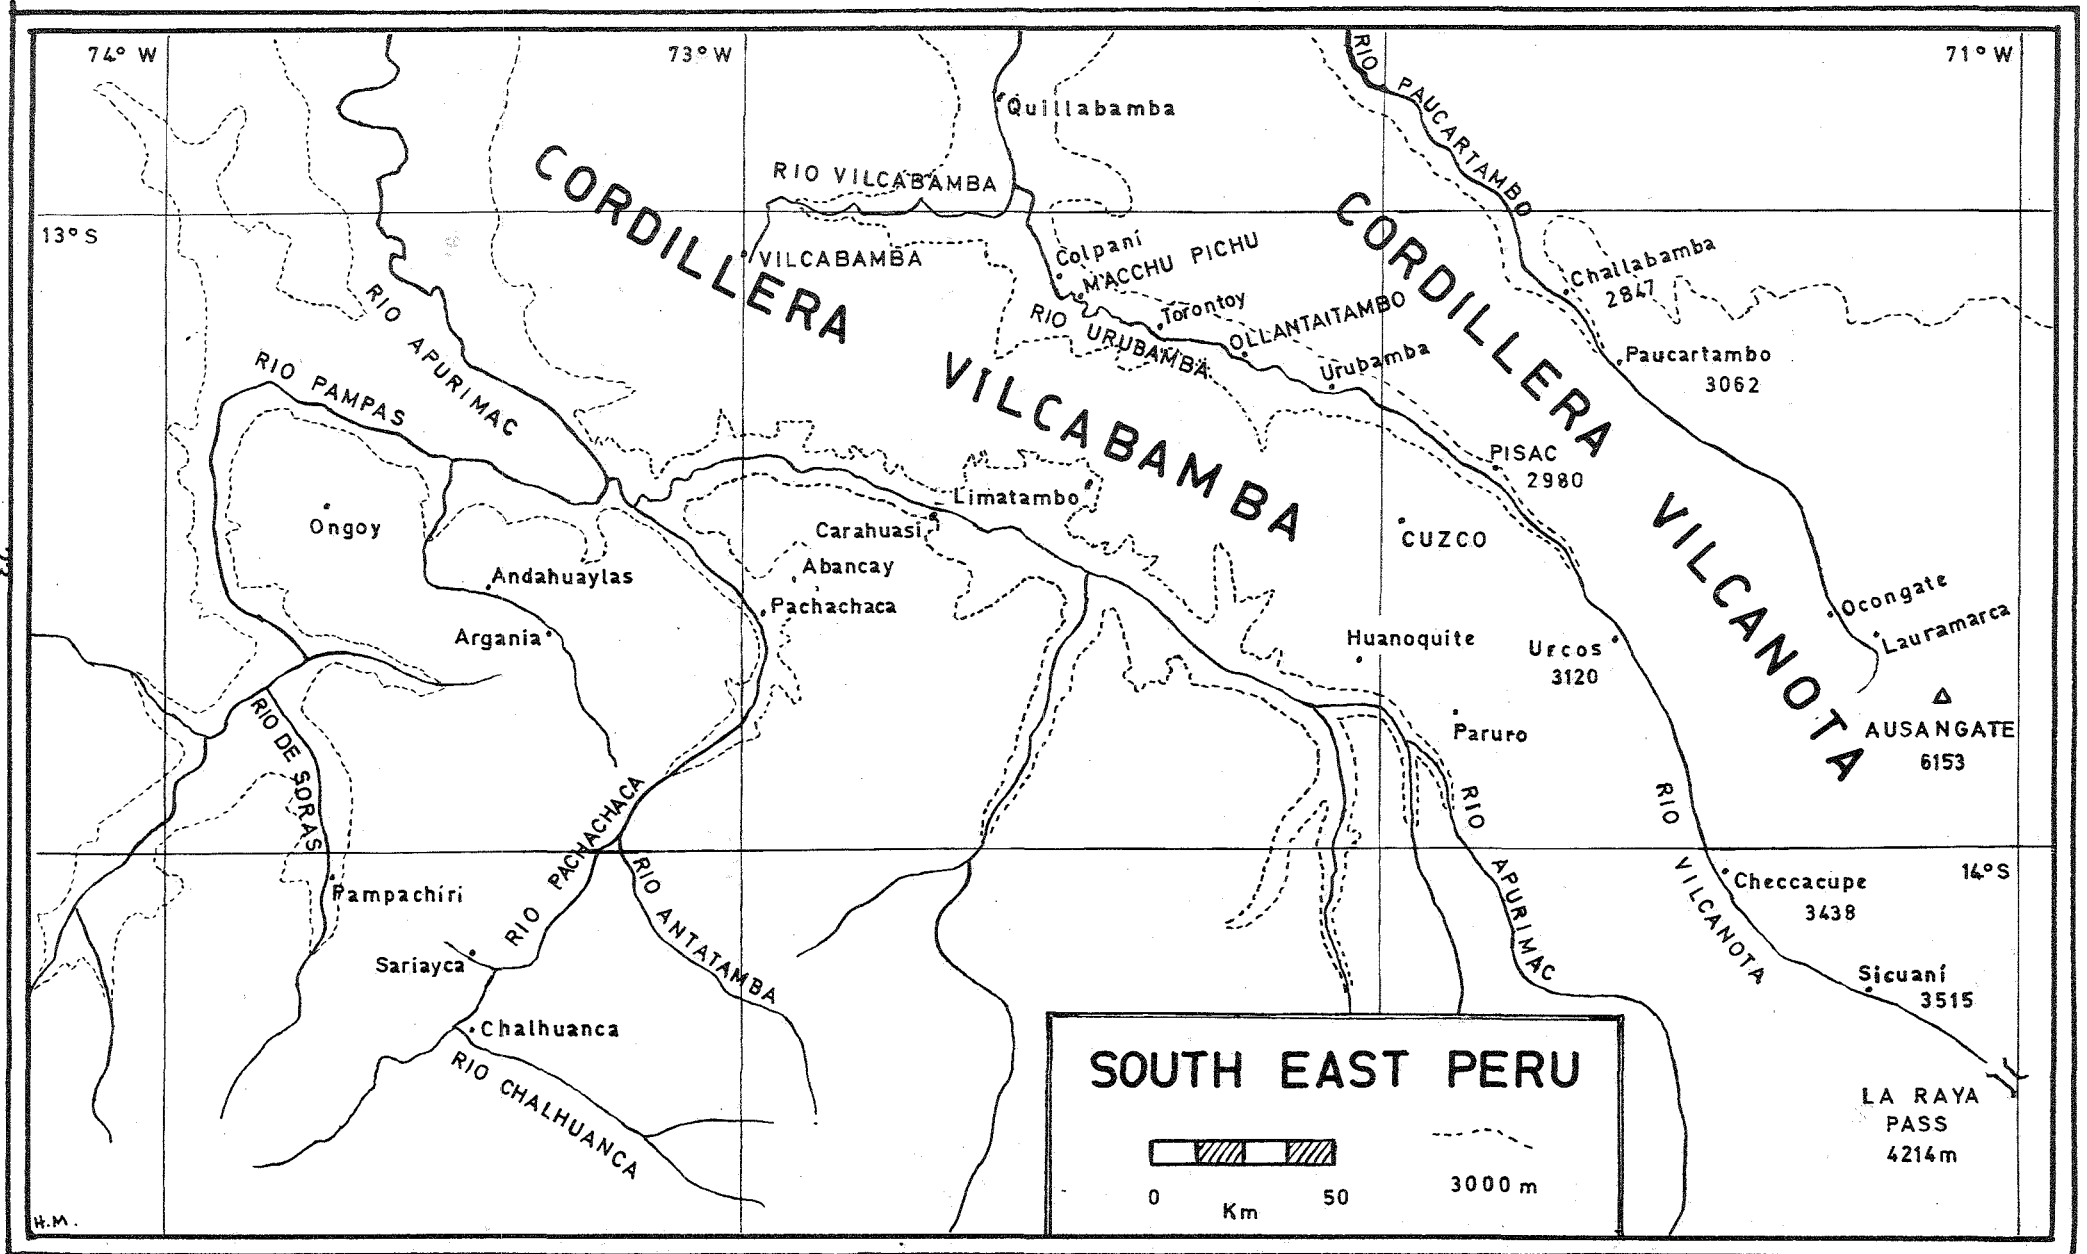 74° W
73° W
71° W
RIO PAUCARTAMBO
Quillabamba
CORDILLERA VILCABAMBA
RIO VILCABAMBA
CORDILLERA VILCANOTA
13° S
VILCABAMBA
Colpaní
MACCHU PICHU
Challabamba
2847
RIO APURIMAC
Torontoy
OLLANTAITAMBO
RIO URUBAMBA
Urubamba
Paucartambo
3062
RIO PAMPAS
PISAC
2980
Limatambo
Ongoy
Carahuasi
CUZCO
Abancay
Andahuaylas
Pachachaca
Ocongate
Lauramarca
Argania
Huanoquite
Urcos
3120
RIO DE SORAS
Paruro
AUSANGATE
6153
RIO PACHACHACA
RIO APURIMAC
RIO VILCANOTA
RIO ANTATAMBA
14° S
Pampachiri
Checcacupe
3438
Sariayca
Sicuaní
3515
Chalhuanca
RIO CHALHUANCA
SOUTH EAST PERU
0 50
Km
3000 m
LA RAYA
PASS
4214m
H.M.